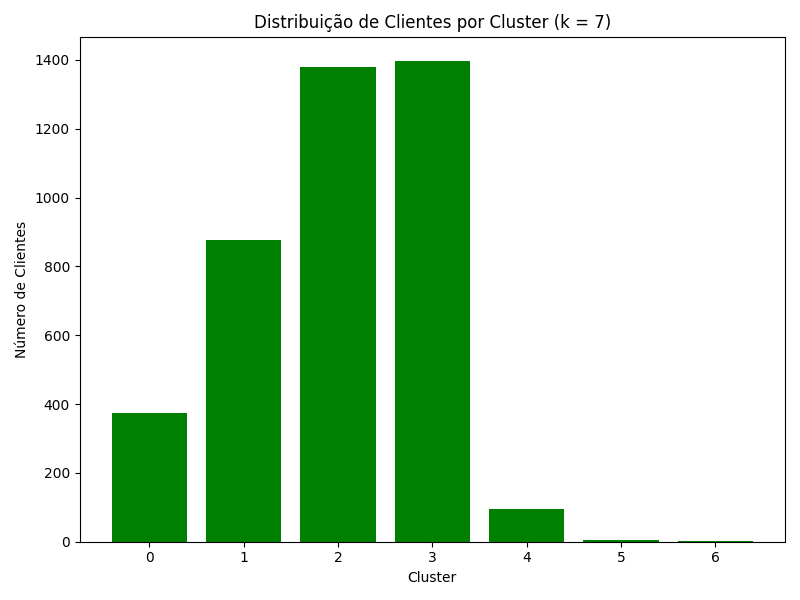 Distribuição de Clientes por Cluster (k = 7)
1400
1200
1000
800
600
400
200
0
Número de Clientes
0 1 2 3 4 5 6
Cluster